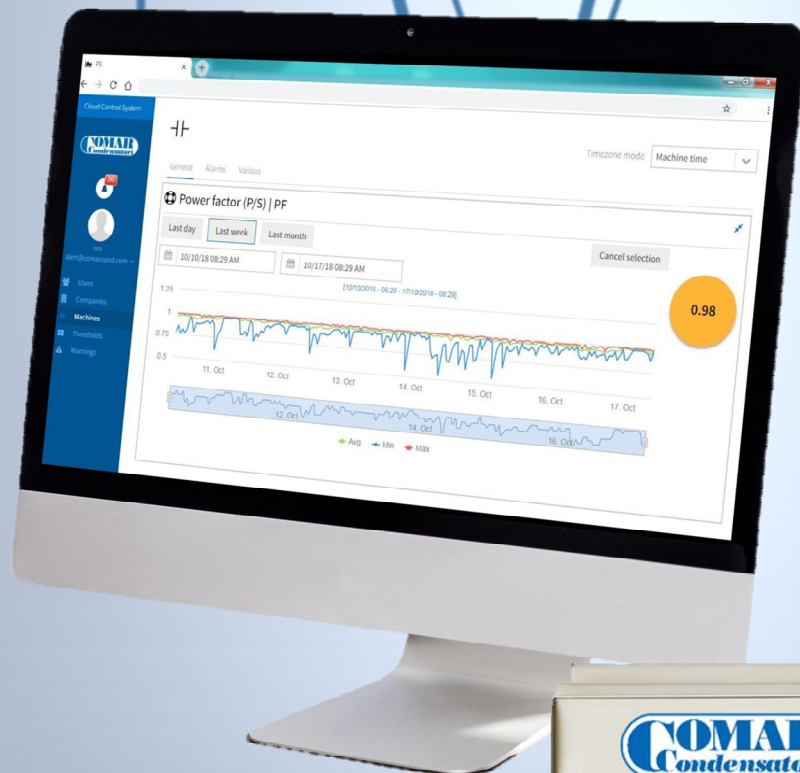 PS
Cloud Control System
COMAR
Condensatori
30
alert@comarcond.com
Users
Companies
Machines
Thresholds
Warnings
Timezone mode
Machine time
General
Alarms
Various
Power factor (P/S) | PF
Last day
Last week
Last month
Cancel selection
10/10/18 08:29 AM
10/17/18 08:29 AM
[10/10/2018 - 08:29 - 17/10/2018 - 08:29]
0.98
1.25
1
0.75
0.5
11. Oct
12. Oct
13. Oct
14. Oct
15. Oct
16. Oct
17. Oct
12. Oct
14. Oct
16. Oct
Avg
Min
Max
COMAR
Condensato